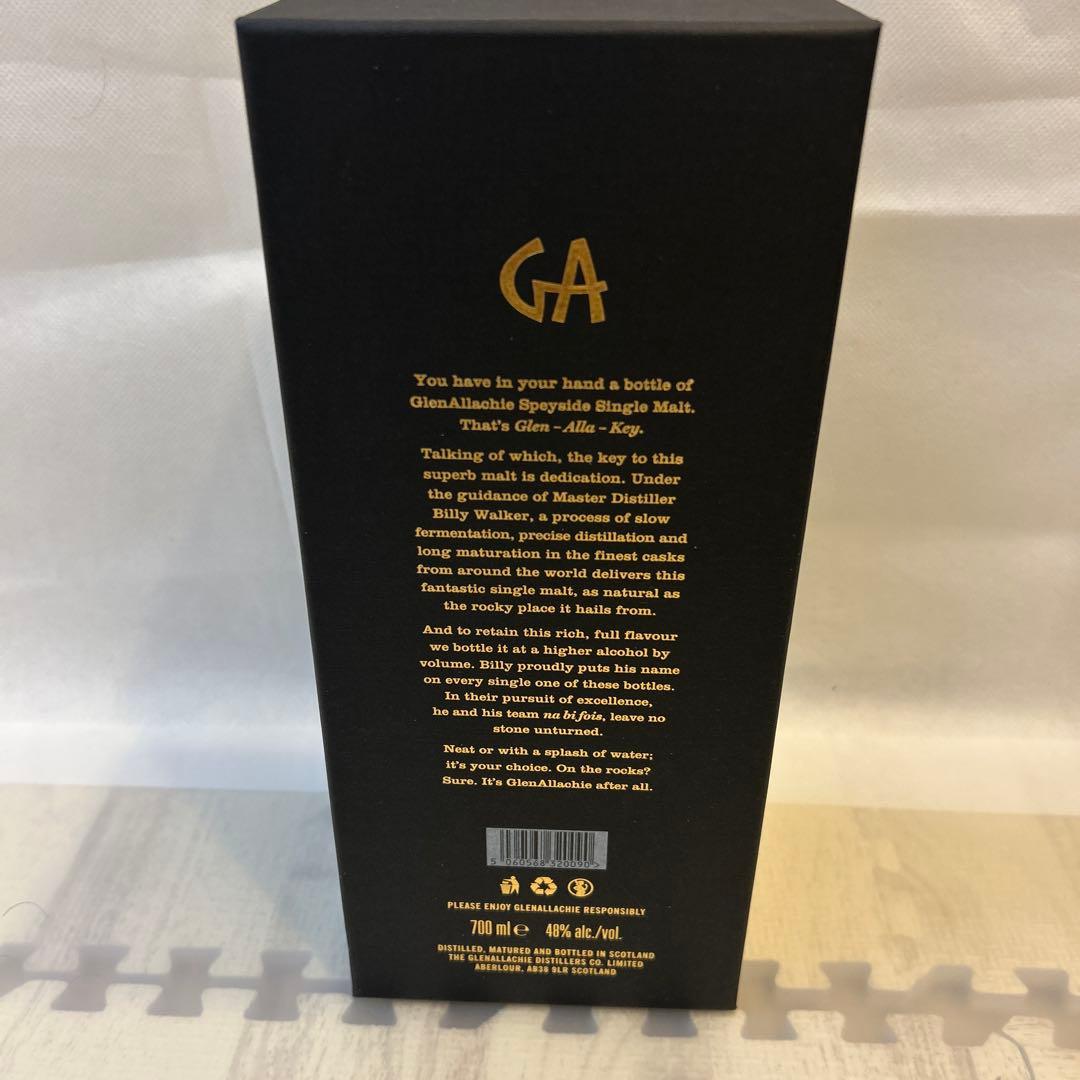 GA
You have in your hand a bottle of
GlenAllachie Speyside Single Malt.
That's Glen – Alla – Key.
Talking of which, the key to this
superb malt is dedication. Under
the guidance of Master Distiller
Billy Walker, a process of slow
fermentation, precise distillation and
long maturation in the finest casks
from around the world delivers this
fantastic single malt, as natural as
the rocky place it hails from.
And to retain this rich, full flavour
we bottle it at a higher alcohol by
volume. Billy proudly puts his name
on every single one of these bottles.
In their pursuit of excellence,
he and his team na bi fois, leave no
stone unturned.
Neat or with a splash of water;
it's your choice. On the rocks?
Sure. It's GlenAllachie after all.
5 060568 320090 >
PLEASE ENJOY GLENALLACHIE RESPONSIBLY
700 ml e 48% alc./vol.
DISTILLED, MATURED AND BOTTLED IN SCOTLAND
THE GLENALLACHIE DISTILLERS CO. LIMITED
ABERLOUR, AB38 9LR SCOTLAND